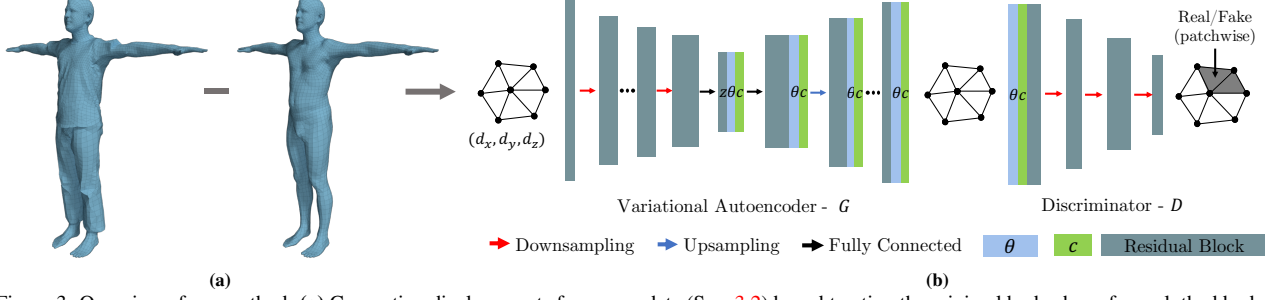 Real/Fake
(patchwise)
zθc
θc
θc
θc
θc
(d_x, d_y, d_z)
Variational Autoencoder - G
Discriminator - D
Downsampling
Upsampling
Fully Connected
θ
c
Residual Block
(a)
(b)